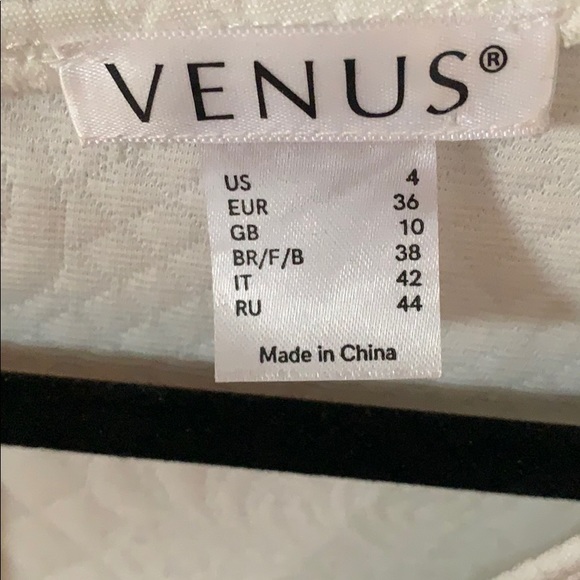 VENUS®
US 4
EUR 36
GB 10
BR/F/B 38
IT 42
RU 44
Made in China